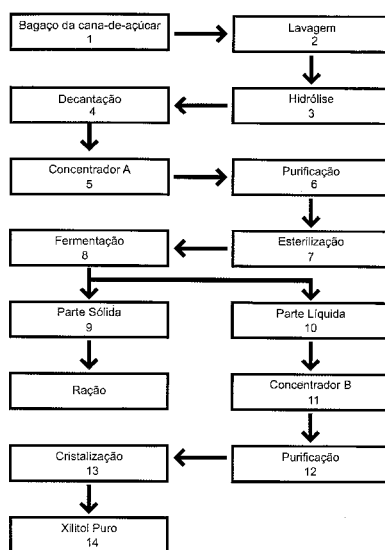 Bagaço da cana-de-açúcar
1
Lavagem
2
Hidrólise
3
Decantação
4
Concentrador A
5
Purificação
6
Esterilização
7
Fermentação
8
Parte Sólida
9
Parte Líquida
10
Ração
Concentrador B
11
Purificação
12
Cristalização
13
Xilitol Puro
14